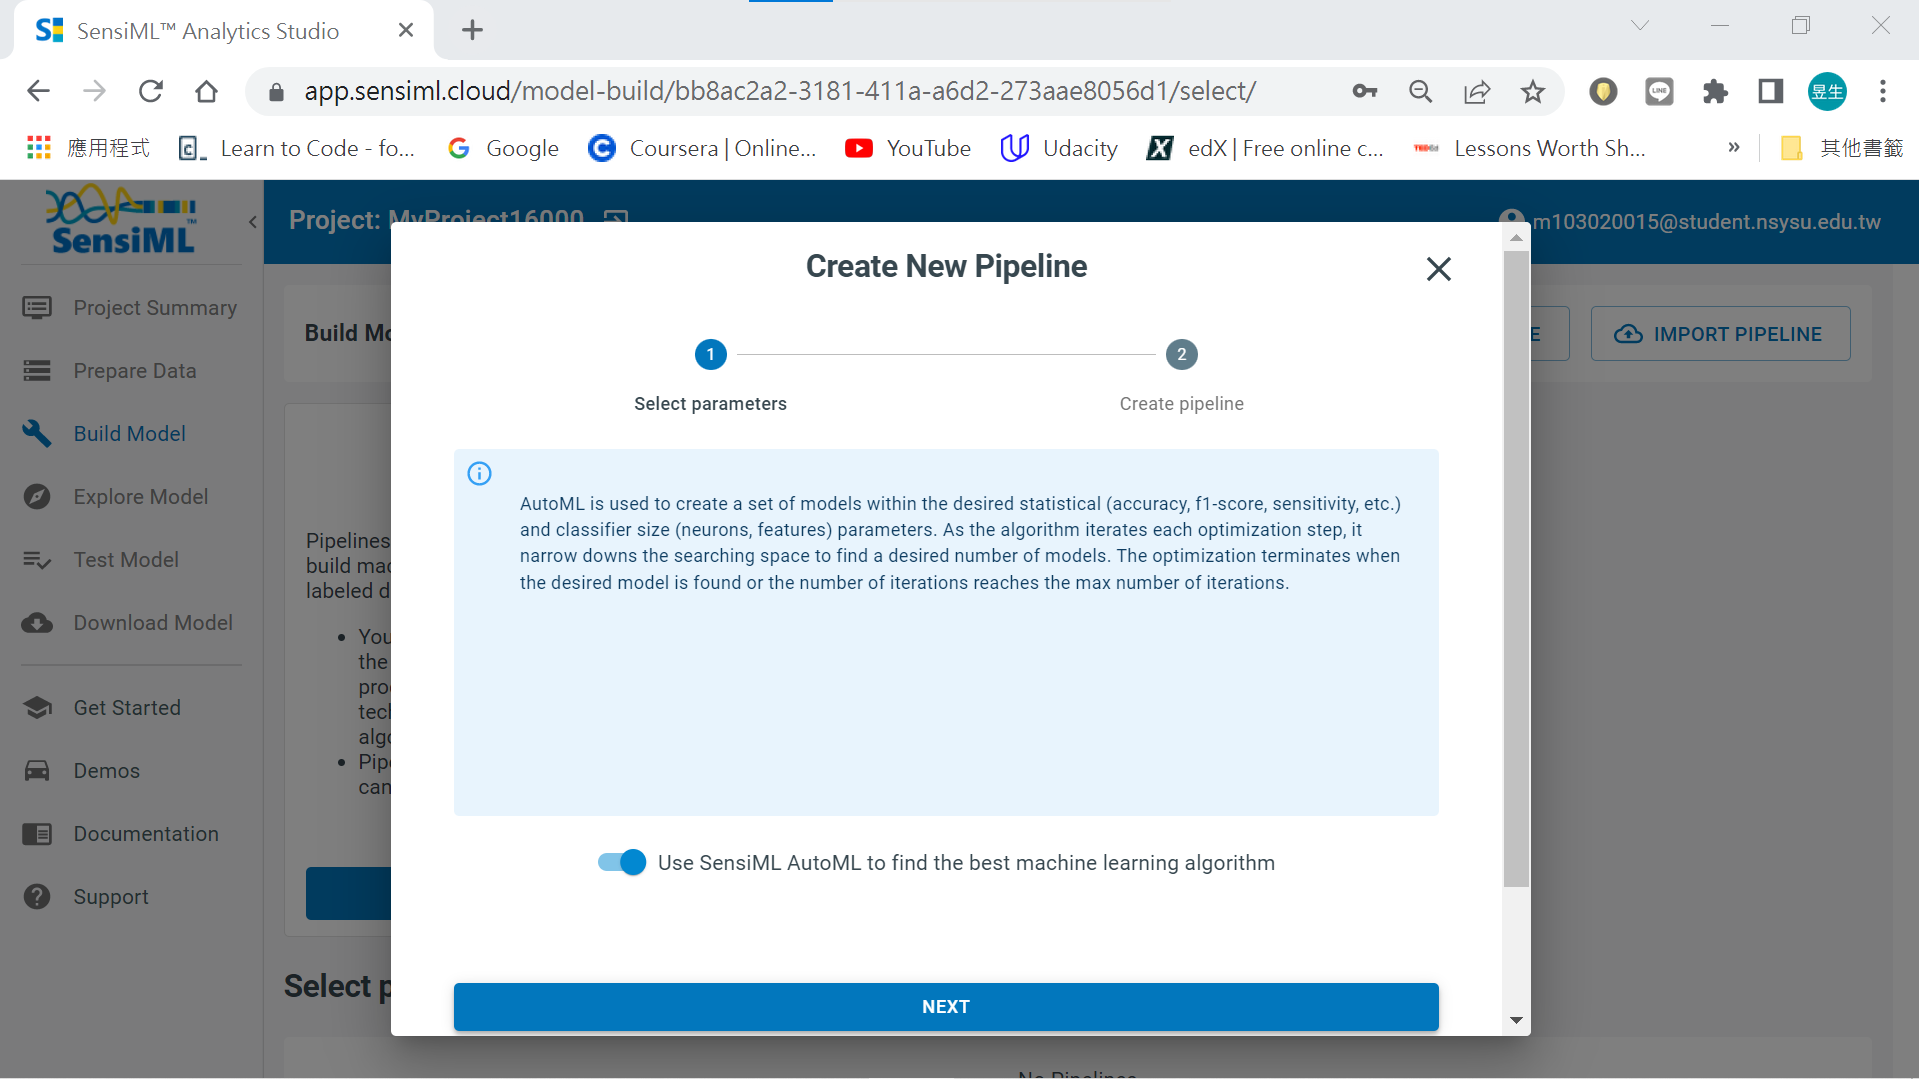 SensiML™ Analytics Studio
app.sensiml.cloud/model-build/bb8ac2a2-3181-411a-a6d2-273aae8056d1/select/
昱生
應用程式
Learn to Code - fo...
Google
Coursera | Online...
YouTube
Udacity
edX | Free online c...
Lessons Worth Sh...
»
其他書籤
SensiML™
Project: MyProject16000
m103020015@student.nsysu.edu.tw
Project Summary
Prepare Data
Build Model
Explore Model
Test Model
Download Model
Get Started
Demos
Documentation
Support
Build Mo
E
IMPORT PIPELINE
Pipelines
build mac
labeled d
• You
the
pro
tech
algo
• Pipe
can
Select p
No Pipelines
Create New Pipeline
1
2
Select parameters
Create pipeline
AutoML is used to create a set of models within the desired statistical (accuracy, f1-score, sensitivity, etc.)
and classifier size (neurons, features) parameters. As the algorithm iterates each optimization step, it
narrow downs the searching space to find a desired number of models. The optimization terminates when
the desired model is found or the number of iterations reaches the max number of iterations.
Use SensiML AutoML to find the best machine learning algorithm
NEXT